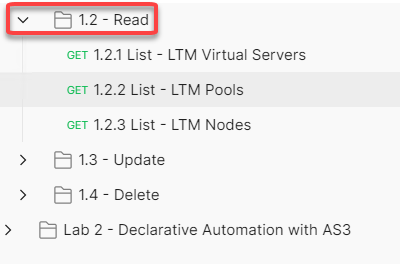 1.2 - Read
GET 1.2.1 List - LTM Virtual Servers
GET 1.2.2 List - LTM Pools
GET 1.2.3 List - LTM Nodes
1.3 - Update
1.4 - Delete
Lab 2 - Declarative Automation with AS3